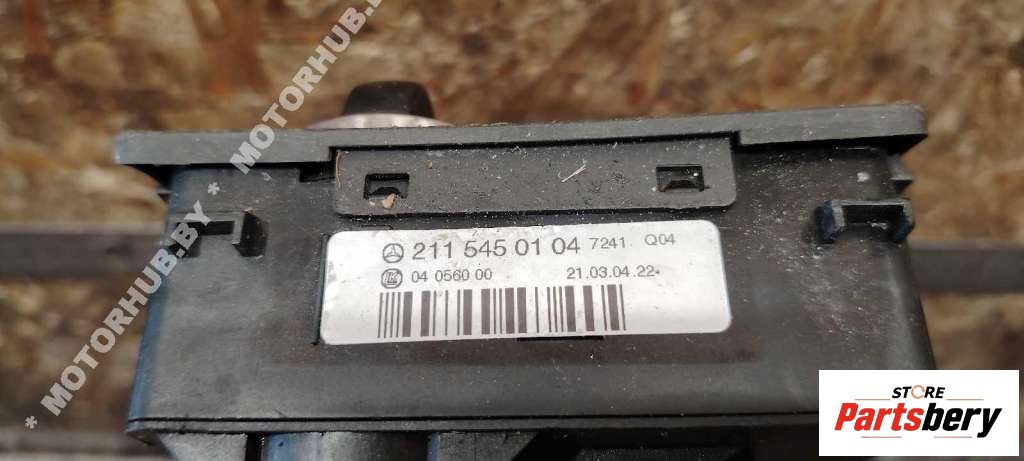 * MOTORHUB.BY * MOTORHUB.BY
211 545 01 04 7241 Q04
04 0560 00 21.03.04.22
STORE
Partsbery